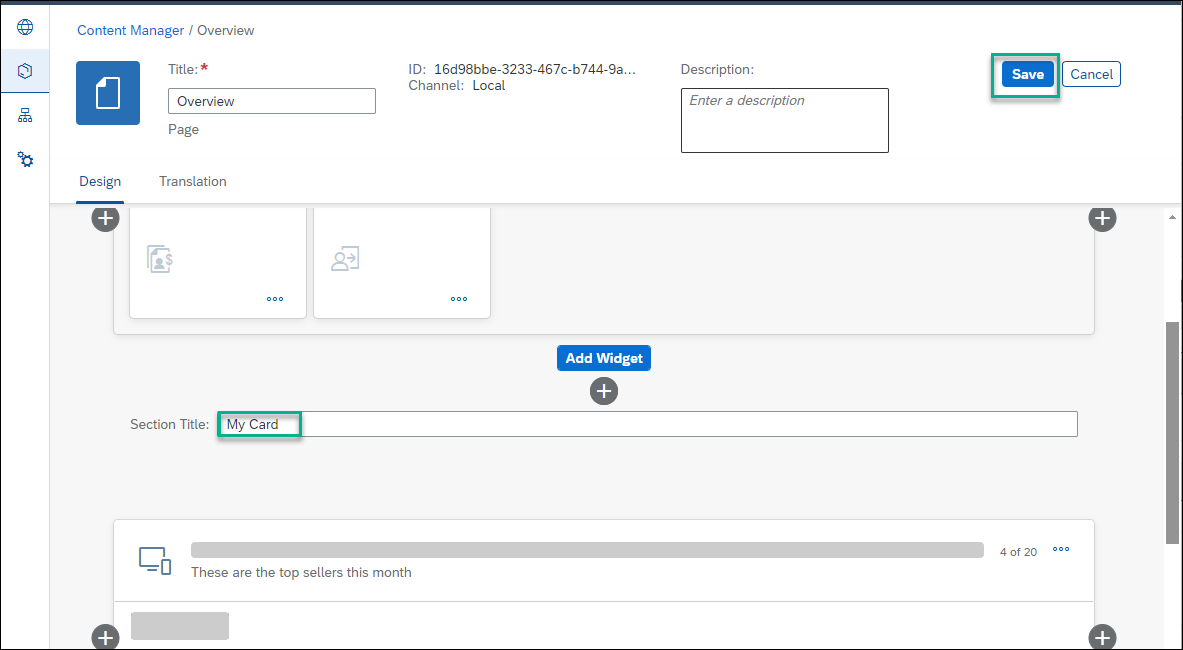 Content Manager / Overview
Title: *
ID: 16d98bbe-3233-467c-b744-9a...
Channel: Local
Description:
Save
Cancel
Overview
Enter a description
Page
Design
Translation
Add Widget
Section Title: My Card
4 of 20
These are the top sellers this month